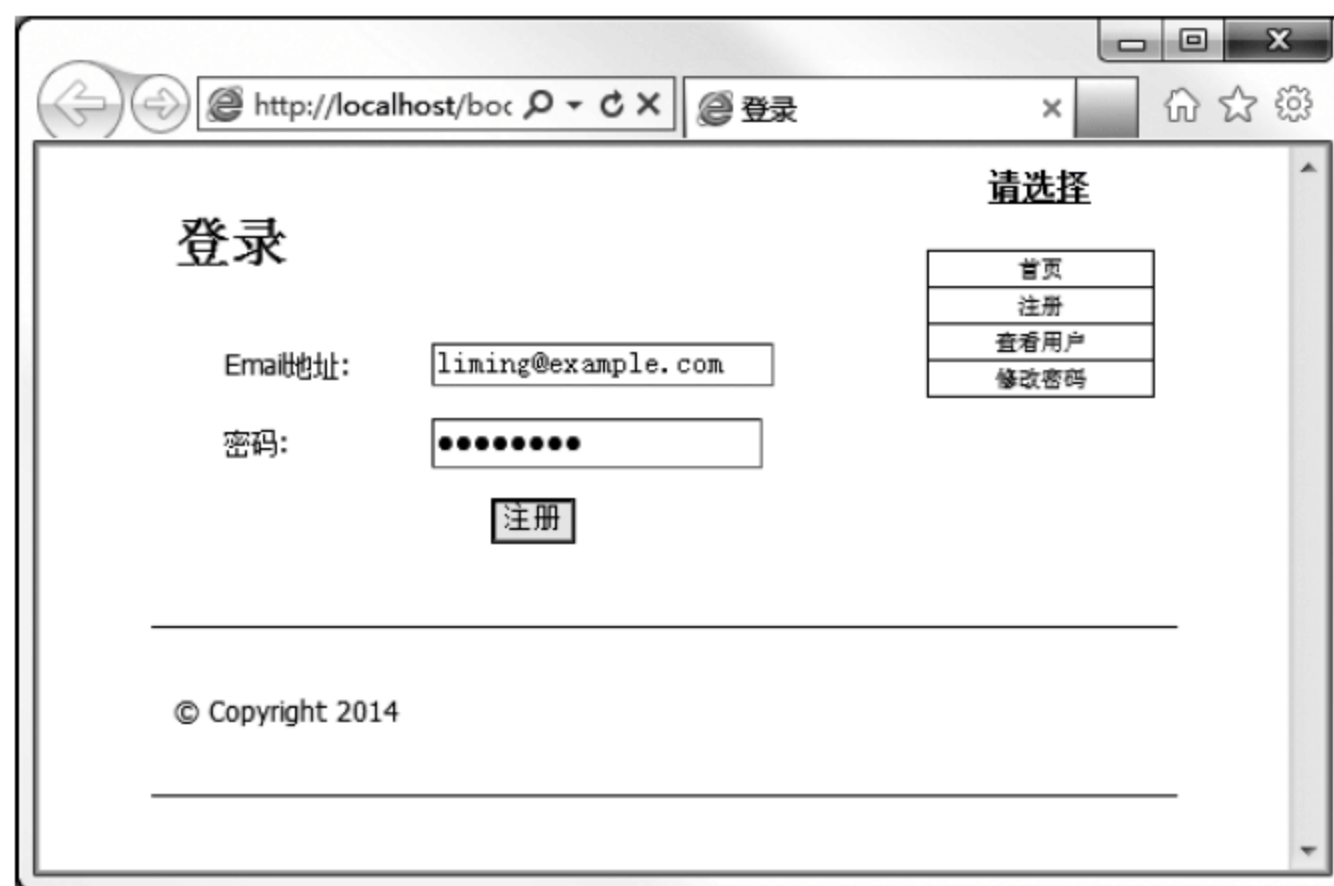 http://localhost/boc
登录
请选择
登录
首页
注册
查看用户
修改密码
Email地址:
liming@example.com
密码:
●●●●●●●●
注册
© Copyright 2014